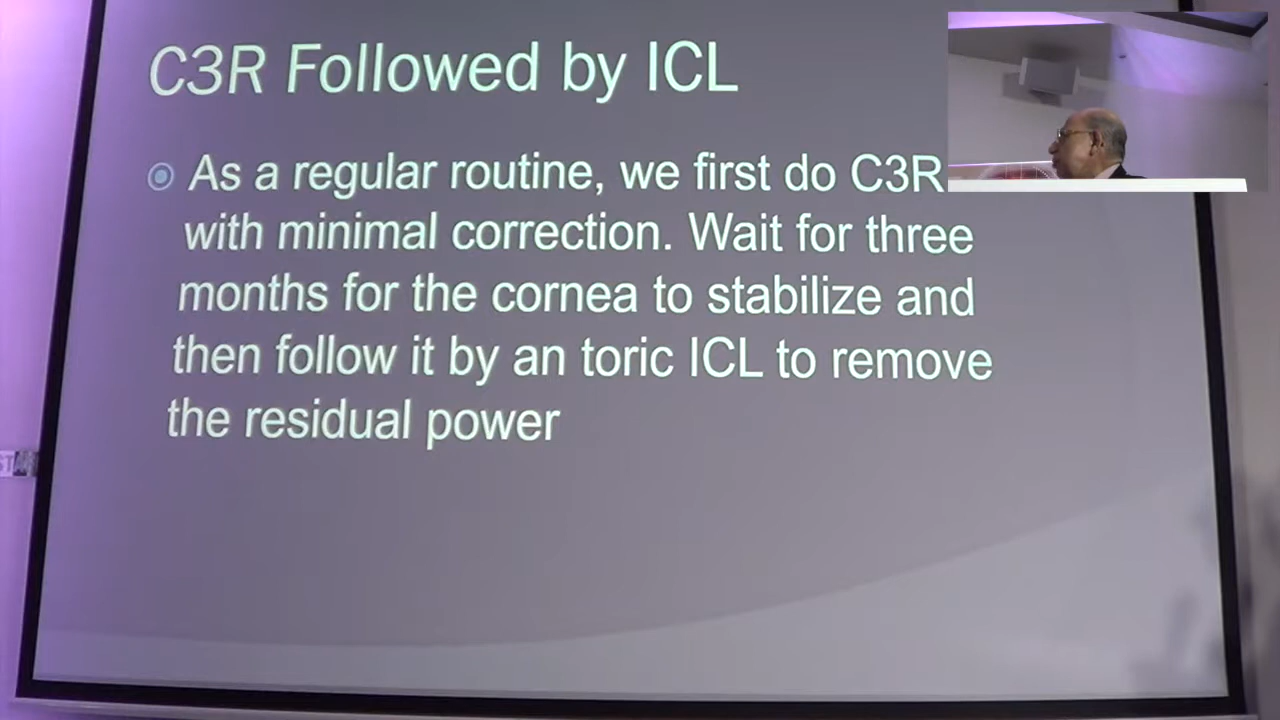 C3R Followed by ICL
As a regular routine, we first do C3R
with minimal correction. Wait for three
months for the cornea to stabilize and
then follow it by an toric ICL to remove
the residual power